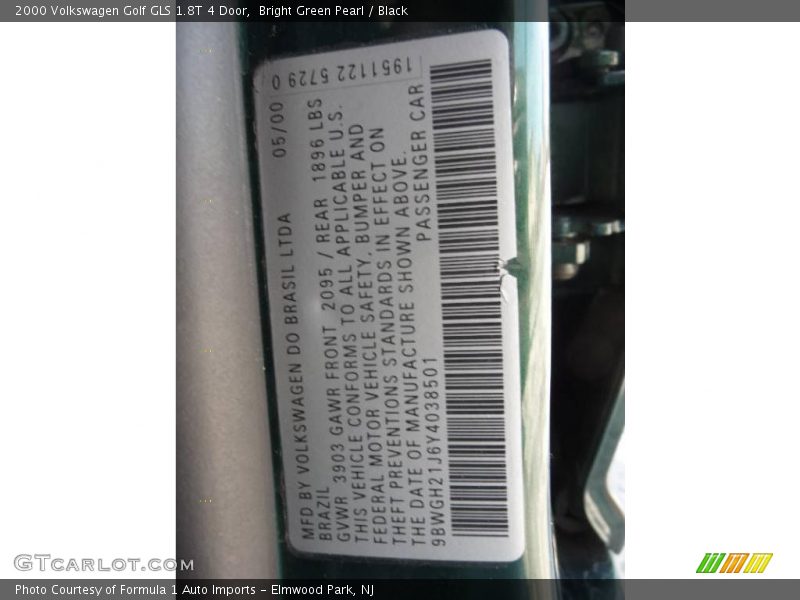 2000 Volkswagen Golf GLS 1.8T 4 Door,  Bright Green Pearl / Black
1951122 5729 0
MFD BY VOLKSWAGEN DO BRASIL LTDA 05/00
BRAZIL
GVWR 3903 GAWR FRONT 2095 / REAR 1896 LBS
THIS VEHICLE CONFORMS TO ALL APPLICABLE U.S.
FEDERAL MOTOR VEHICLE SAFETY, BUMPER AND
THEFT PREVENTIONS STANDARDS IN EFFECT ON
THE DATE OF MANUFACTURE SHOWN ABOVE.
9BWGH21J6Y4038501 PASSENGER CAR
GTCarLot.com
Photo Courtesy of Formula 1 Auto Imports - Elmwood Park, NJ